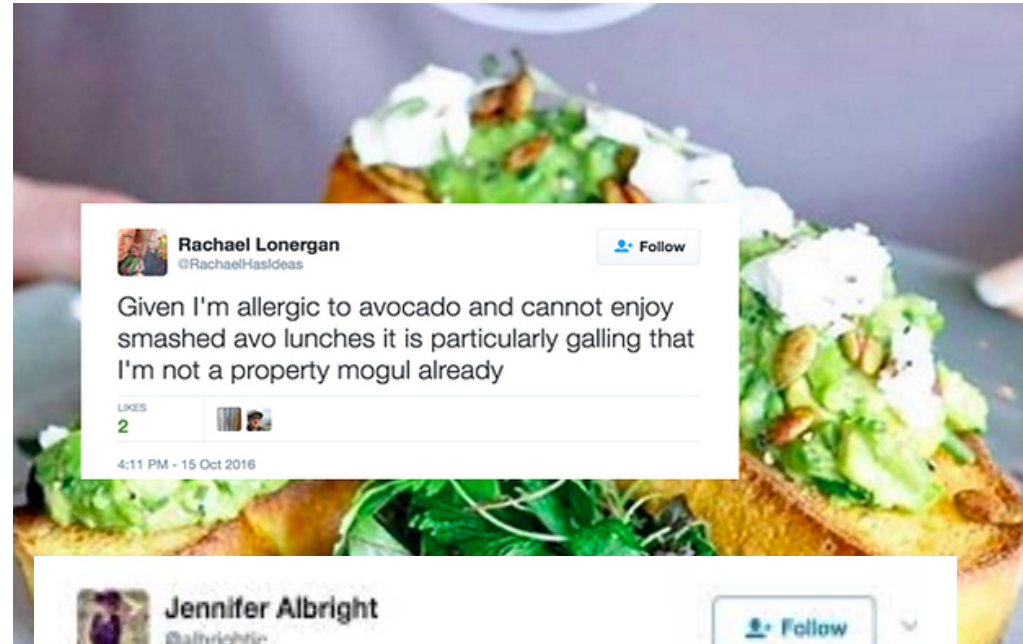 Rachael Lonergan
Follow
@RachaelHasIdeas
Given I'm allergic to avocado and cannot enjoy
smashed avo lunches it is particularly galling that
I'm not a property mogul already
LIKES
2
4:11 PM - 15 Oct 2016
Jennifer Albright
Follow